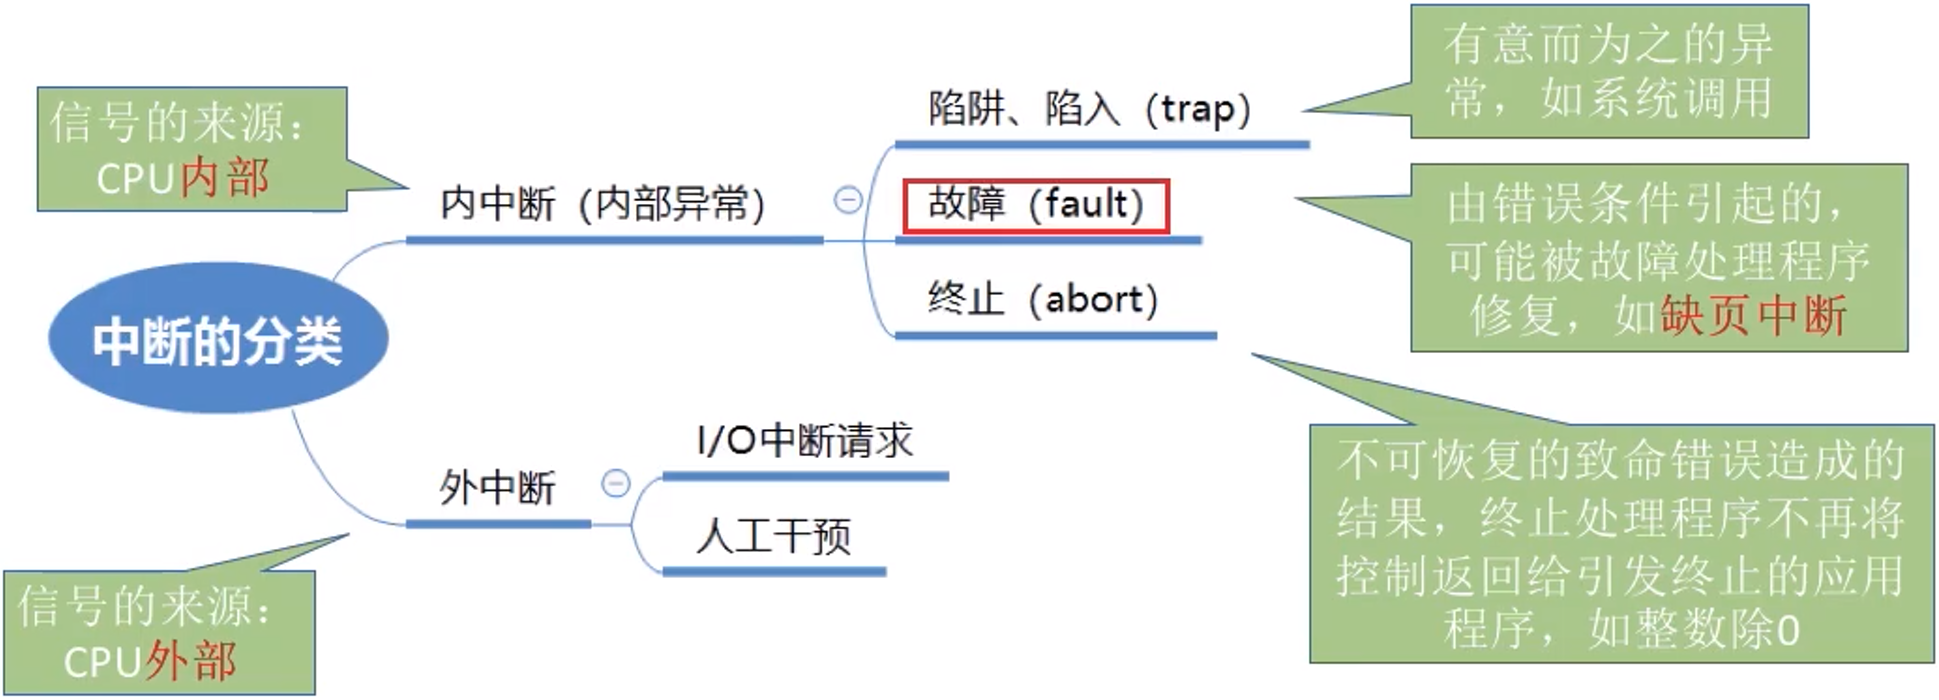 中断的分类
信号的来源：
CPU内部
内中断（内部异常）
陷阱、陷入（trap）
有意而为之的异
常，如系统调用
故障（fault）
由错误条件引起的，
可能被故障处理程序
修复，如缺页中断
终止（abort）
不可恢复的致命错误造成的
结果，终止处理程序不再将
控制返回给引发终止的应用
程序，如整数除0
信号的来源：
CPU外部
外中断
I/O中断请求
人工干预